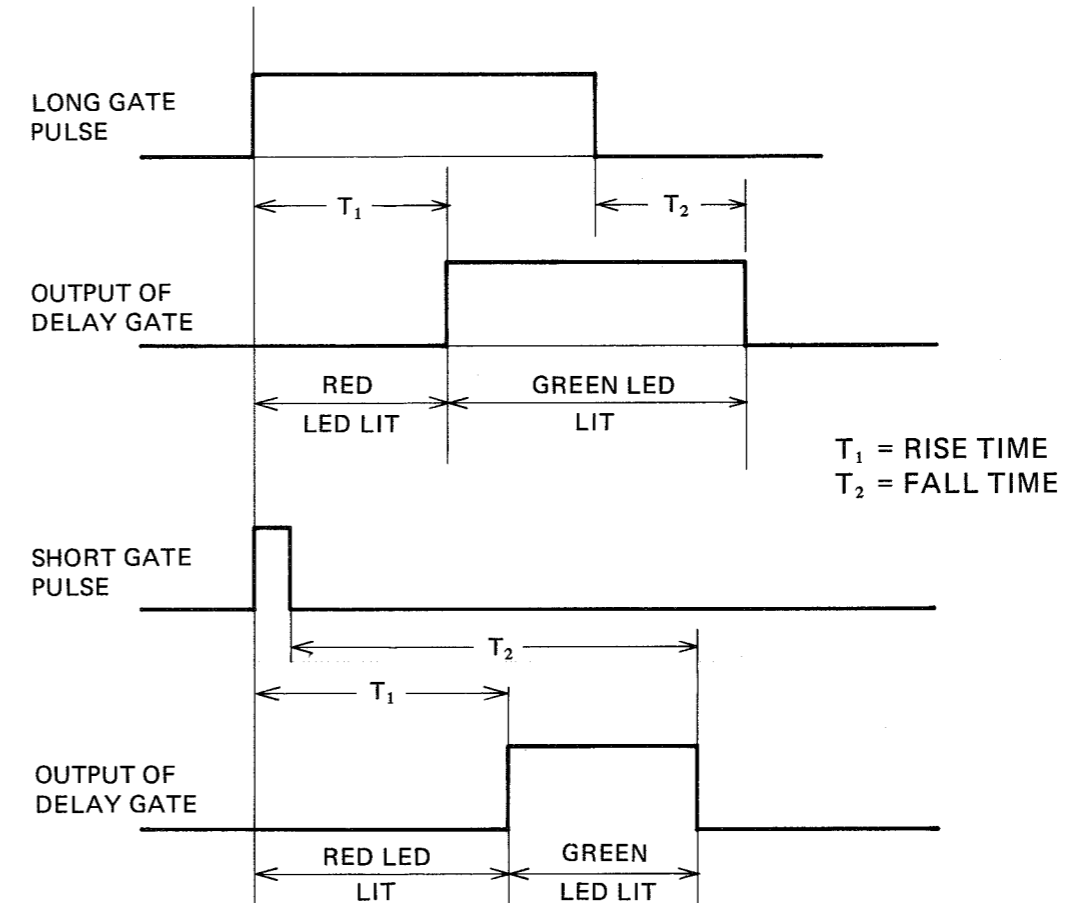 LONG GATE
PULSE
T₁
T₂
OUTPUT OF
DELAY GATE
RED
LED LIT
GREEN LED
LIT
T₁ = RISE TIME
T₂ = FALL TIME
SHORT GATE
PULSE
T₂
T₁
OUTPUT OF
DELAY GATE
RED LED
LIT
GREEN
LED LIT